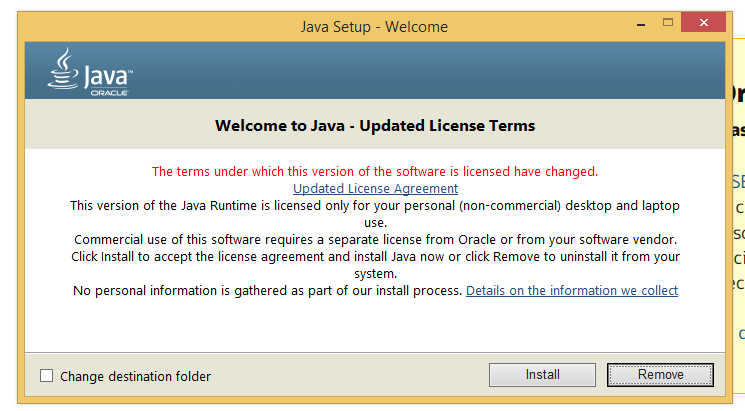 Java Setup - Welcome
Java™
ORACLE
Welcome to Java - Updated License Terms
The terms under which this version of the software is licensed have changed.
Updated License Agreement
This version of the Java Runtime is licensed only for your personal (non-commercial) desktop and laptop
use.
Commercial use of this software requires a separate license from Oracle or from your software vendor.
Click Install to accept the license agreement and install Java now or click Remove to uninstall it from your
system.
No personal information is gathered as part of our install process. Details on the information we collect
Change destination folder
Install
Remove